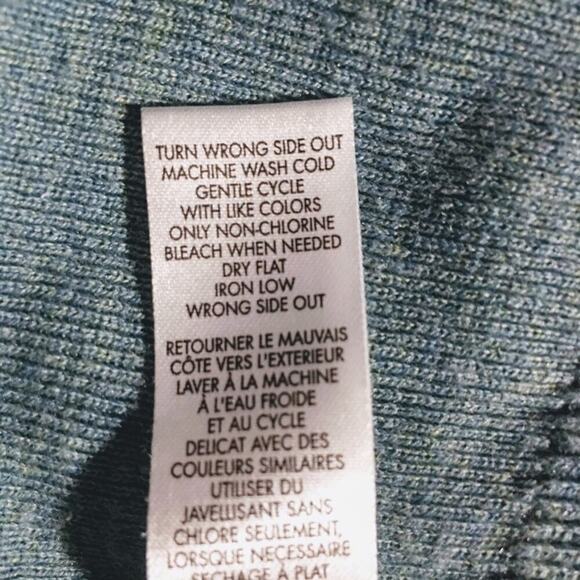 TURN WRONG SIDE OUT
MACHINE WASH COLD
GENTLE CYCLE
WITH LIKE COLORS
ONLY NON-CHLORINE
BLEACH WHEN NEEDED
DRY FLAT
IRON LOW
WRONG SIDE OUT
RETOURNER LE MAUVAIS
CÔTE VERS L'EXTERIEUR
LAVER À LA MACHINE
À L'EAU FROIDE
ET AU CYCLE
DELICAT AVEC DES
COULEURS SIMILAIRES
UTILISER DU
JAVELLISANT SANS
CHLORE SEULEMENT,
LORSQUE NECESSAIRE
SECHAGE À PLAT